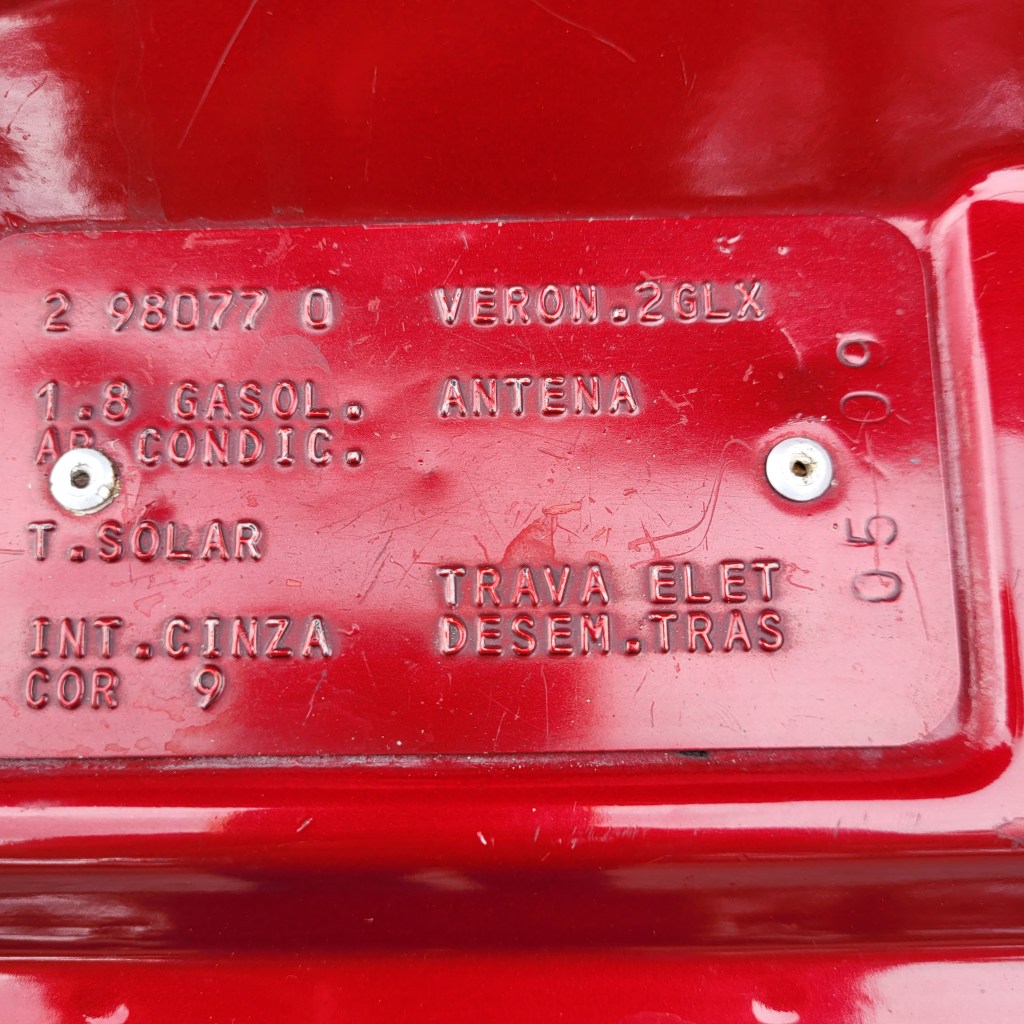 2 98077 0 VERON.2GLX
1.8 GASOL. ANTENA
AR CONDIC.
T.SOLAR
TRAVA ELET
INT.CINZA DESEM.TRAS
COR 9
05 09